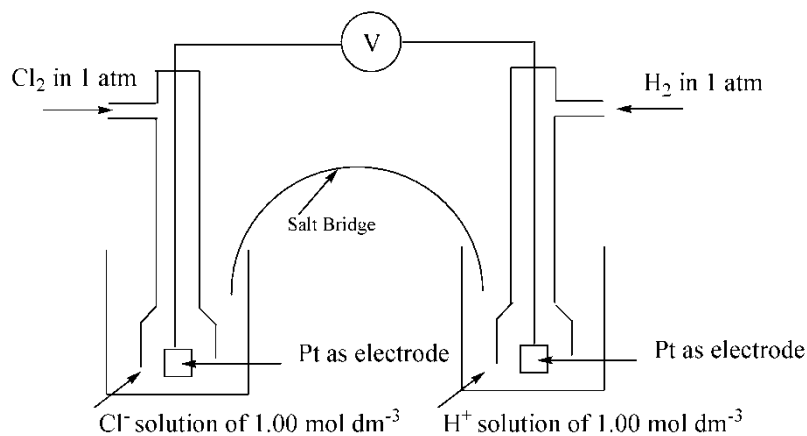 V
Cl₂ in 1 atm
H₂ in 1 atm
Salt Bridge
Pt as electrode
Pt as electrode
Cl⁻ solution of 1.00 mol dm⁻³
H⁺ solution of 1.00 mol dm⁻³